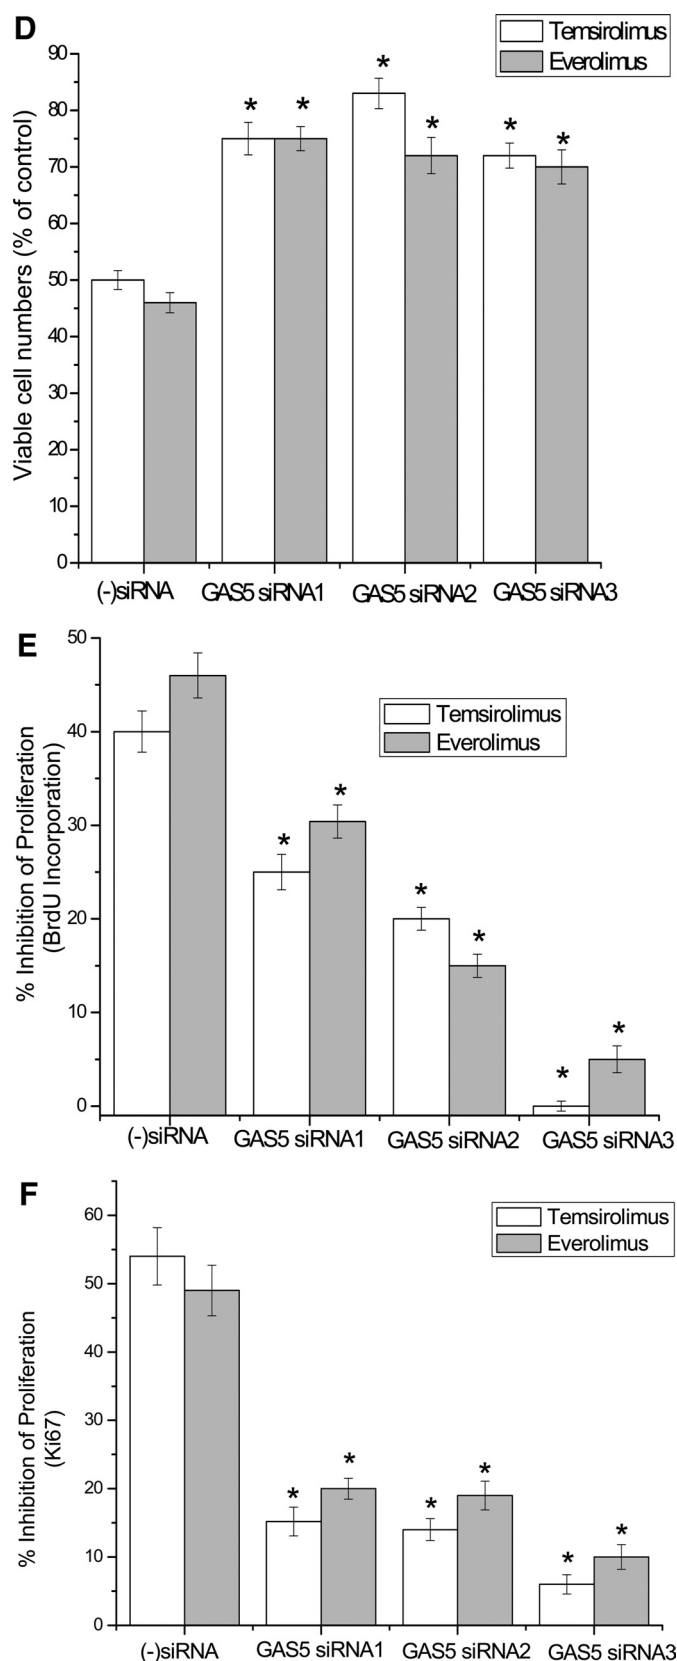 D
Temsirolimus
Everolimus
Viable cell numbers (% of control)
90
80
70
60
50
40
30
20
10
0
* * * * * *
(-)siRNA GAS5 siRNA1 GAS5 siRNA2 GAS5 siRNA3
E
Temsirolimus
Everolimus
% Inhibition of Proliferation
(BrdU Incorporation)
50
40
30
20
10
0
* * * * * *
(-)siRNA GAS5 siRNA1 GAS5 siRNA2 GAS5 siRNA3
F
Temsirolimus
Everolimus
% Inhibition of Proliferation
(Ki67)
60
50
40
30
20
10
0
* * * * * *
(-)siRNA GAS5 siRNA1 GAS5 siRNA2 GAS5 siRNA3